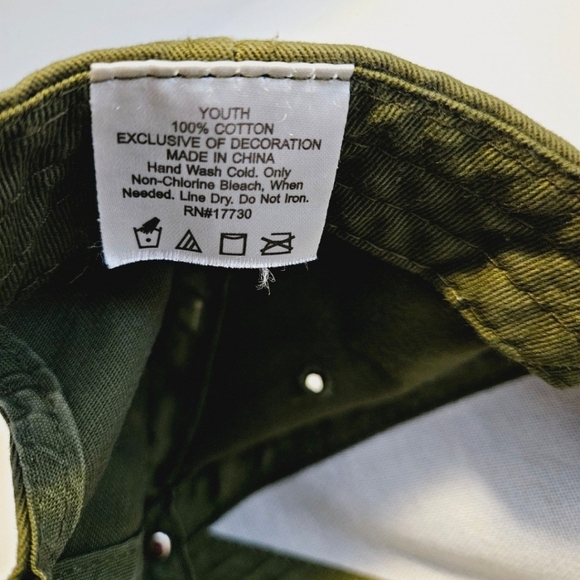 YOUTH
100% COTTON
EXCLUSIVE OF DECORATION
MADE IN CHINA
Hand Wash Cold. Only
Non-Chlorine Bleach, When
Needed. Line Dry. Do Not Iron.
RN#17730